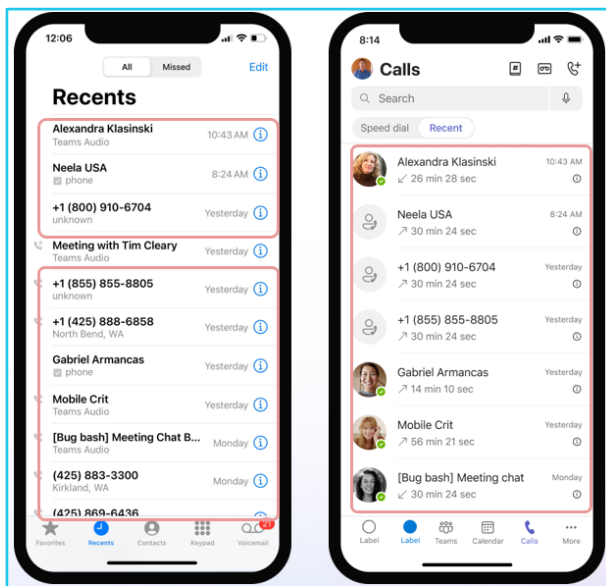 12:06
All Missed Edit
Recents
Alexandra Klasinski
Teams Audio
10:43 AM
Neela USA
phone
8:24 AM
+1 (800) 910-6704
unknown
Yesterday
Meeting with Tim Cleary
Teams Audio
Yesterday
+1 (855) 855-8805
unknown
Yesterday
+1 (425) 888-6858
North Bend, WA
Yesterday
Gabriel Armancas
phone
Yesterday
Mobile Crit
Teams Audio
Yesterday
[Bug bash] Meeting Chat B...
Teams Audio
Monday
(425) 883-3300
Kirkland, WA
Monday
(425) 869-6436
Favorites Recents Contacts Keypad Voicemail
8:14
Calls
Search
Speed dial Recent
Alexandra Klasinski 10:43 AM
26 min 28 sec
Neela USA 8:24 AM
30 min 24 sec
+1 (800) 910-6704 Yesterday
30 min 24 sec
+1 (855) 855-8805 Yesterday
30 min 24 sec
Gabriel Armancas Yesterday
14 min 10 sec
Mobile Crit Yesterday
56 min 21 sec
[Bug bash] Meeting chat Monday
30 min 24 sec
Label Label Teams Calendar Calls More